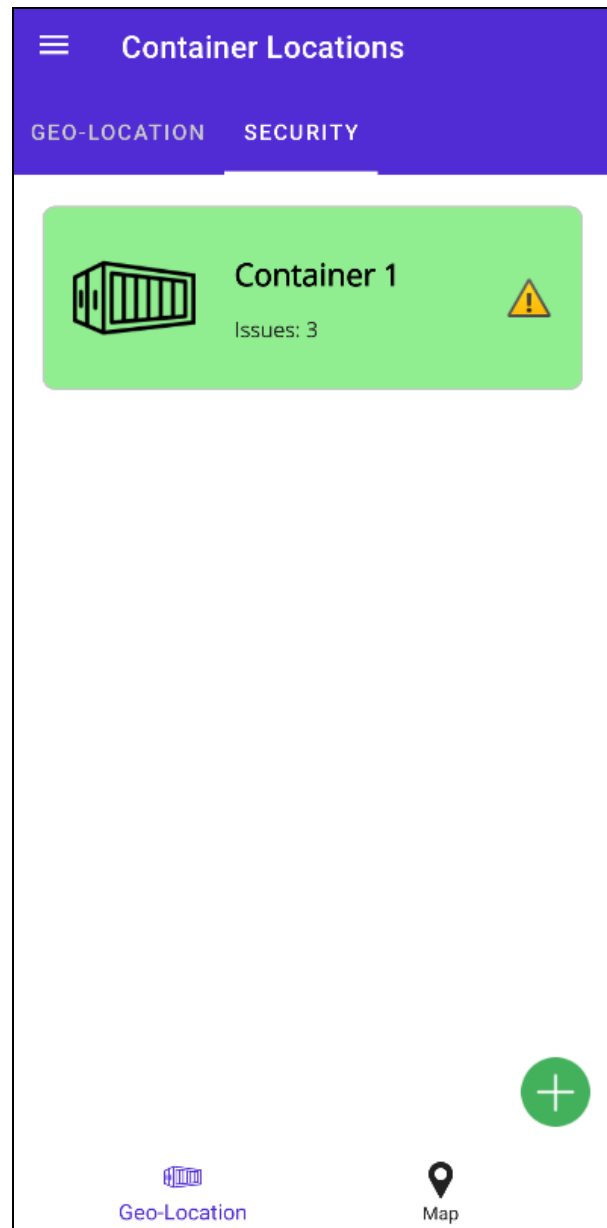 Container Locations
GEO-LOCATION SECURITY
Container 1
Issues: 3
Geo-Location Map